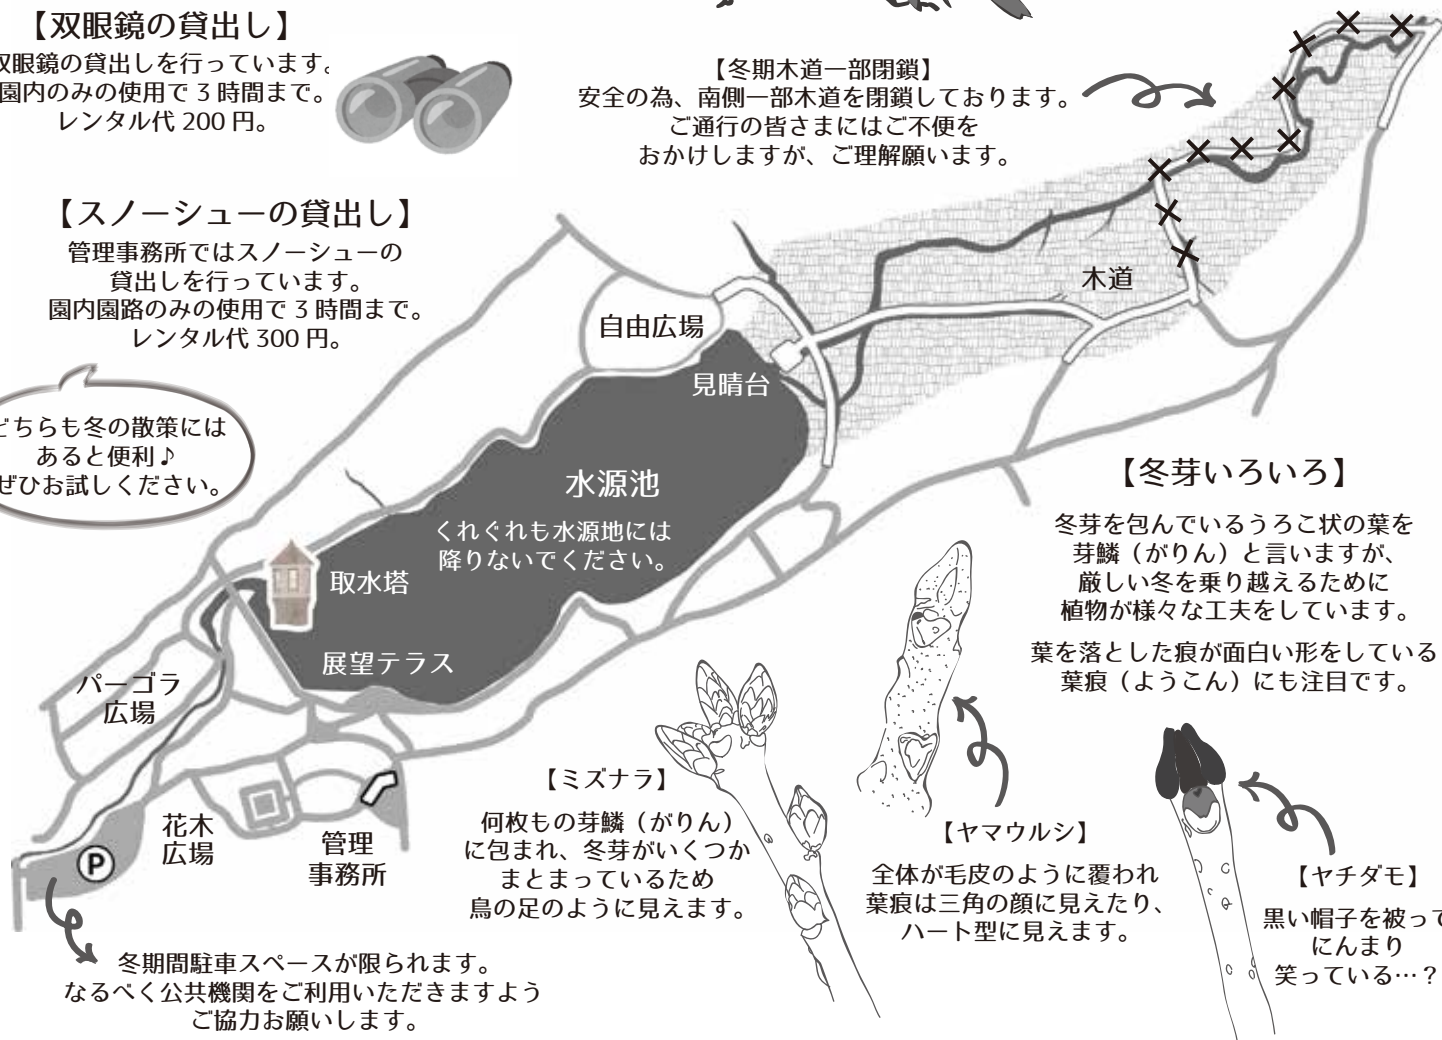 【双眼鏡の貸出し】
双眼鏡の貸出しを行っています。
園内のみの使用で 3 時間まで。
レンタル代 200 円。
【冬期木道一部閉鎖】
安全の為、南側一部木道を閉鎖しております。
ご通行の皆さまにはご不便を
おかけしますが、ご理解願います。
【スノーシューの貸出し】
管理事務所ではスノーシューの
貸出しを行っています。
園内園路のみの使用で 3 時間まで。
レンタル代 300 円。
どちらも冬の散策には
あると便利♪
ぜひお試しください。
木道
自由広場
見晴台
水源池
くれぐれも水源地には
降りないでください。
取水塔
展望テラス
パーゴラ
広場
花木
広場
管理
事務所
P
冬期間駐車スペースが限られます。
なるべく公共機関をご利用いただきますよう
ご協力お願いします。
【冬芽いろいろ】
冬芽を包んでいるうろこ状の葉を
芽鱗（がりん）と言いますが、
厳しい冬を乗り越えるために
植物が様々な工夫をしています。
葉を落とした痕が面白い形をしている
葉痕（ようこん）にも注目です。
【ミズナラ】
何枚もの芽鱗（がりん）
に包まれ、冬芽がいくつか
まとまっているため
鳥の足のように見えます。
【ヤマウルシ】
全体が毛皮のように覆われ
葉痕は三角の顔に見えたり、
ハート型に見えます。
【ヤチダモ】
黒い帽子を被って
にんまり
笑っている…？